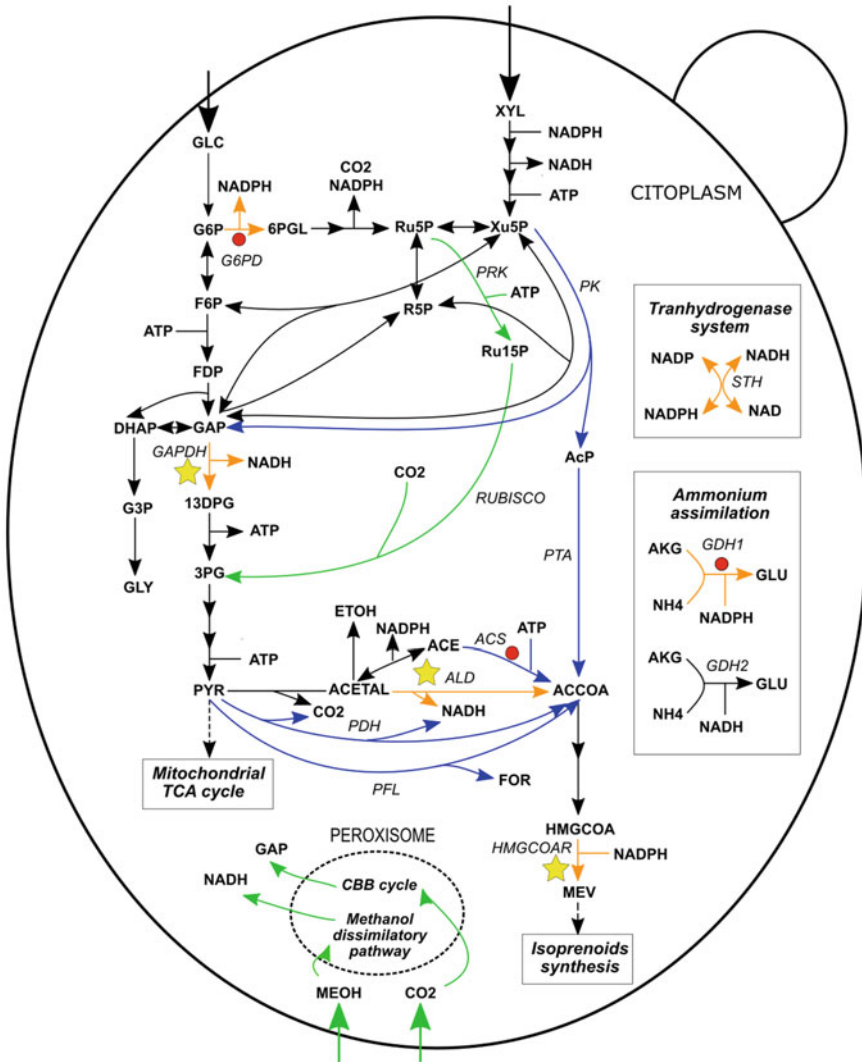 XYL
NADPH
NADH
ATP
CITOPLASM
GLC
NADPH
CO2
NADPH
G6P
6PGL
Ru5P
Xu5P
G6PD
PRK
PK
ATP
F6P
R5P
ATP
Ru15P
FDP
DHAP
GAP
GAPDH
NADH
AcP
CO2
RUBISCO
G3P
13DPG
ATP
PTA
GLY
3PG
ETOH
NADPH
ACE
ACS
ATP
ATP
ALD
PYR
ACETAL
ACCOA
CO2
NADH
PDH
Mitochondrial
TCA cycle
PFL
FOR
Tranhydrogenase
system
NADP
NADH
STH
NADPH
NAD
Ammonium
assimilation
AKG
GDH1
GLU
NH4
NADPH
AKG
GDH2
GLU
NH4
NADH
HMGCOA
HMGCOAR
NADPH
MEV
Isoprenoids
synthesis
PEROXISOME
GAP
CBB cycle
NADH
Methanol
dissimilatory
pathway
MEOH
CO2